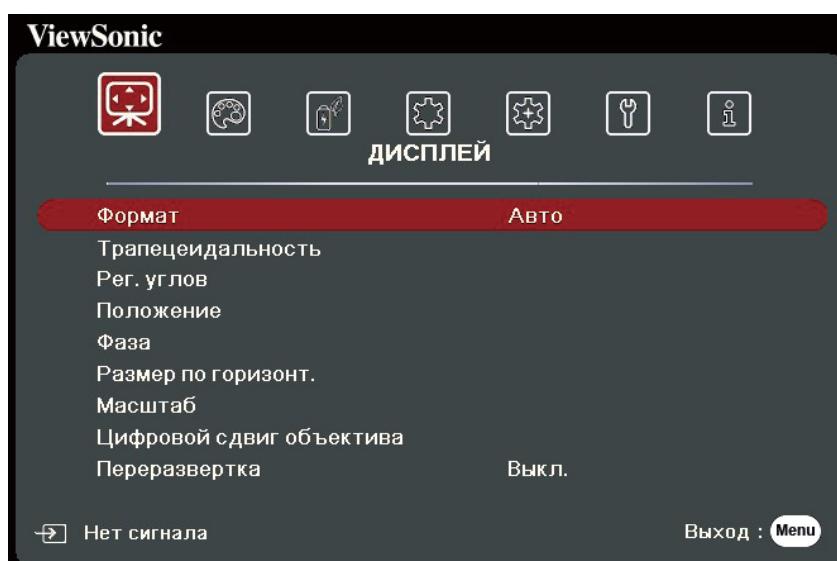 ViewSonic
ДИСПЛЕЙ
Формат Авто
Трапецеидальность
Рег. углов
Положение
Фаза
Размер по горизонт.
Масштаб
Цифровой сдвиг объектива
Переразвертка Выкл.
Нет сигнала Выход : Menu